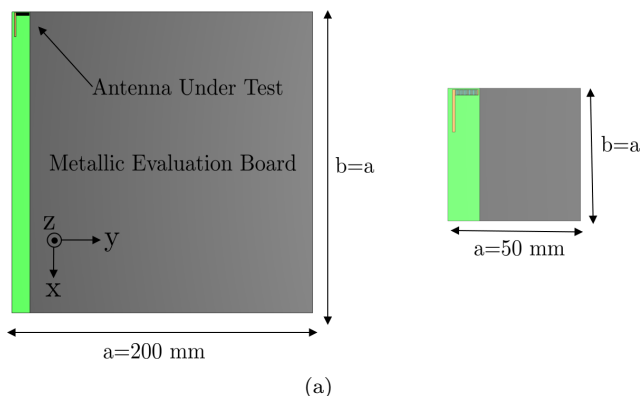 Antenna Under Test
Metallic Evaluation Board
b=a
z
y
x
a=200 mm
b=a
a=50 mm
(a)